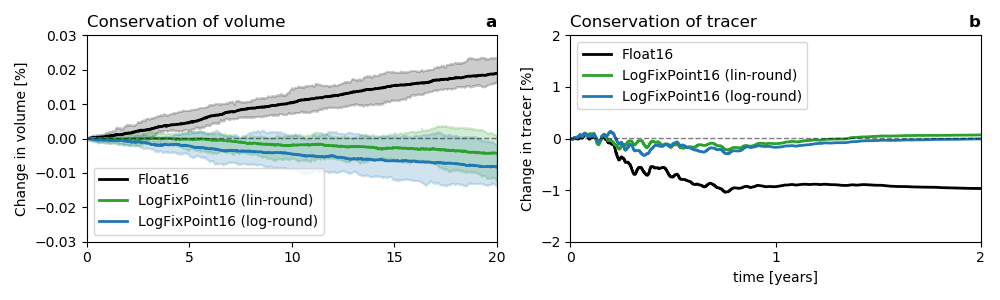 Conservation of volume a
Change in volume [%]
0.03
0.02
0.01
0.00
−0.01
−0.02
−0.03
Float16
LogFixPoint16 (lin-round)
LogFixPoint16 (log-round)
0 5 10 15 20
Conservation of tracer b
Change in tracer [%]
2
1
0
−1
−2
Float16
LogFixPoint16 (lin-round)
LogFixPoint16 (log-round)
0 1 2
time [years]